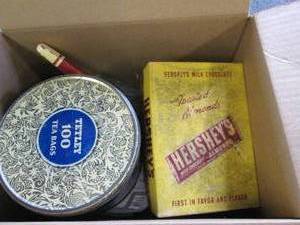 TETLEY
100
TEA BAGS
HERSHEY'S MILK CHOCOLATE
Toasted
Almonds
HERSHEY'S
FIRST IN FAVOR AND FLAVOR